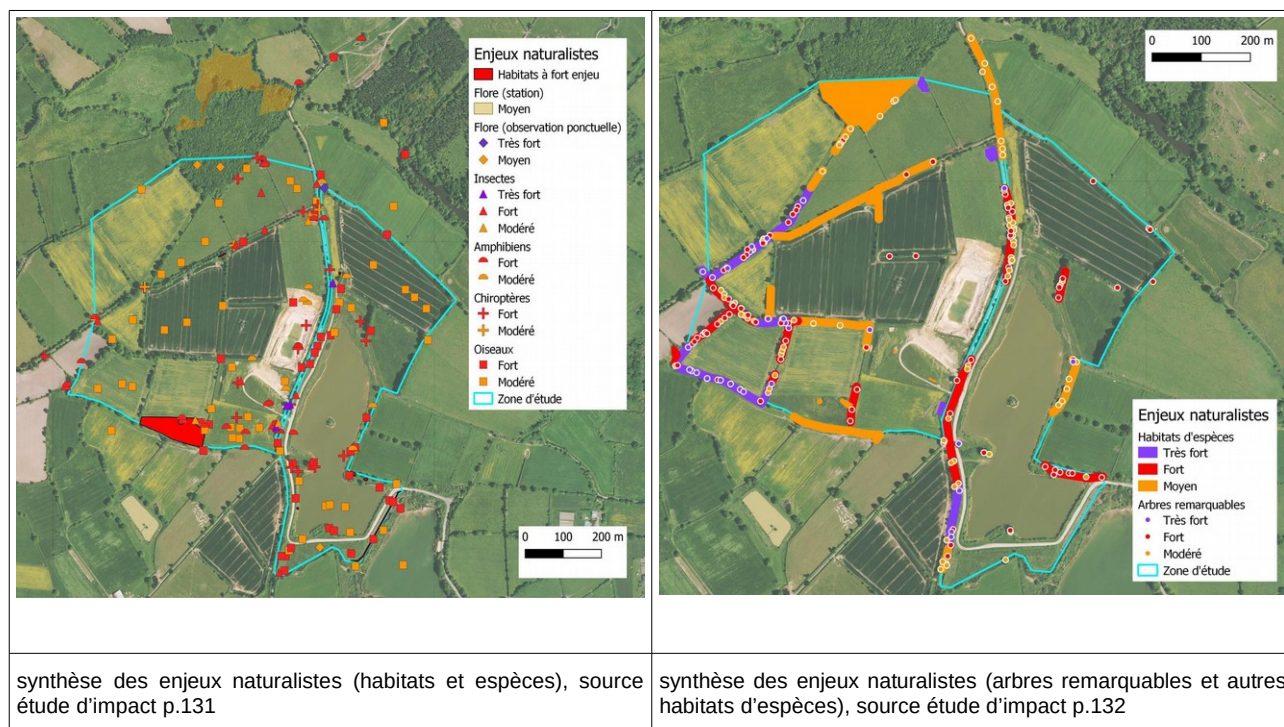 Enjeux naturalistes
Habitats à fort enjeu
Flore (station)
Moyen
Flore (observation ponctuelle)
Très fort
Moyen
Insectes
Très fort
Fort
Modéré
Amphibiens
Fort
Modéré
Chiroptères
Fort
Modéré
Oiseaux
Fort
Modéré
Zone d'étude
0 100 200 m
0 100 200 m
Enjeux naturalistes
Habitats d'espèces
Très fort
Fort
Moyen
Arbres remarquables
Très fort
Fort
Modéré
Zone d'étude
synthèse des enjeux naturalistes (habitats et espèces), source
étude d’impact p.131
synthèse des enjeux naturalistes (arbres remarquables et autres
habitats d’espèces), source étude d’impact p.132